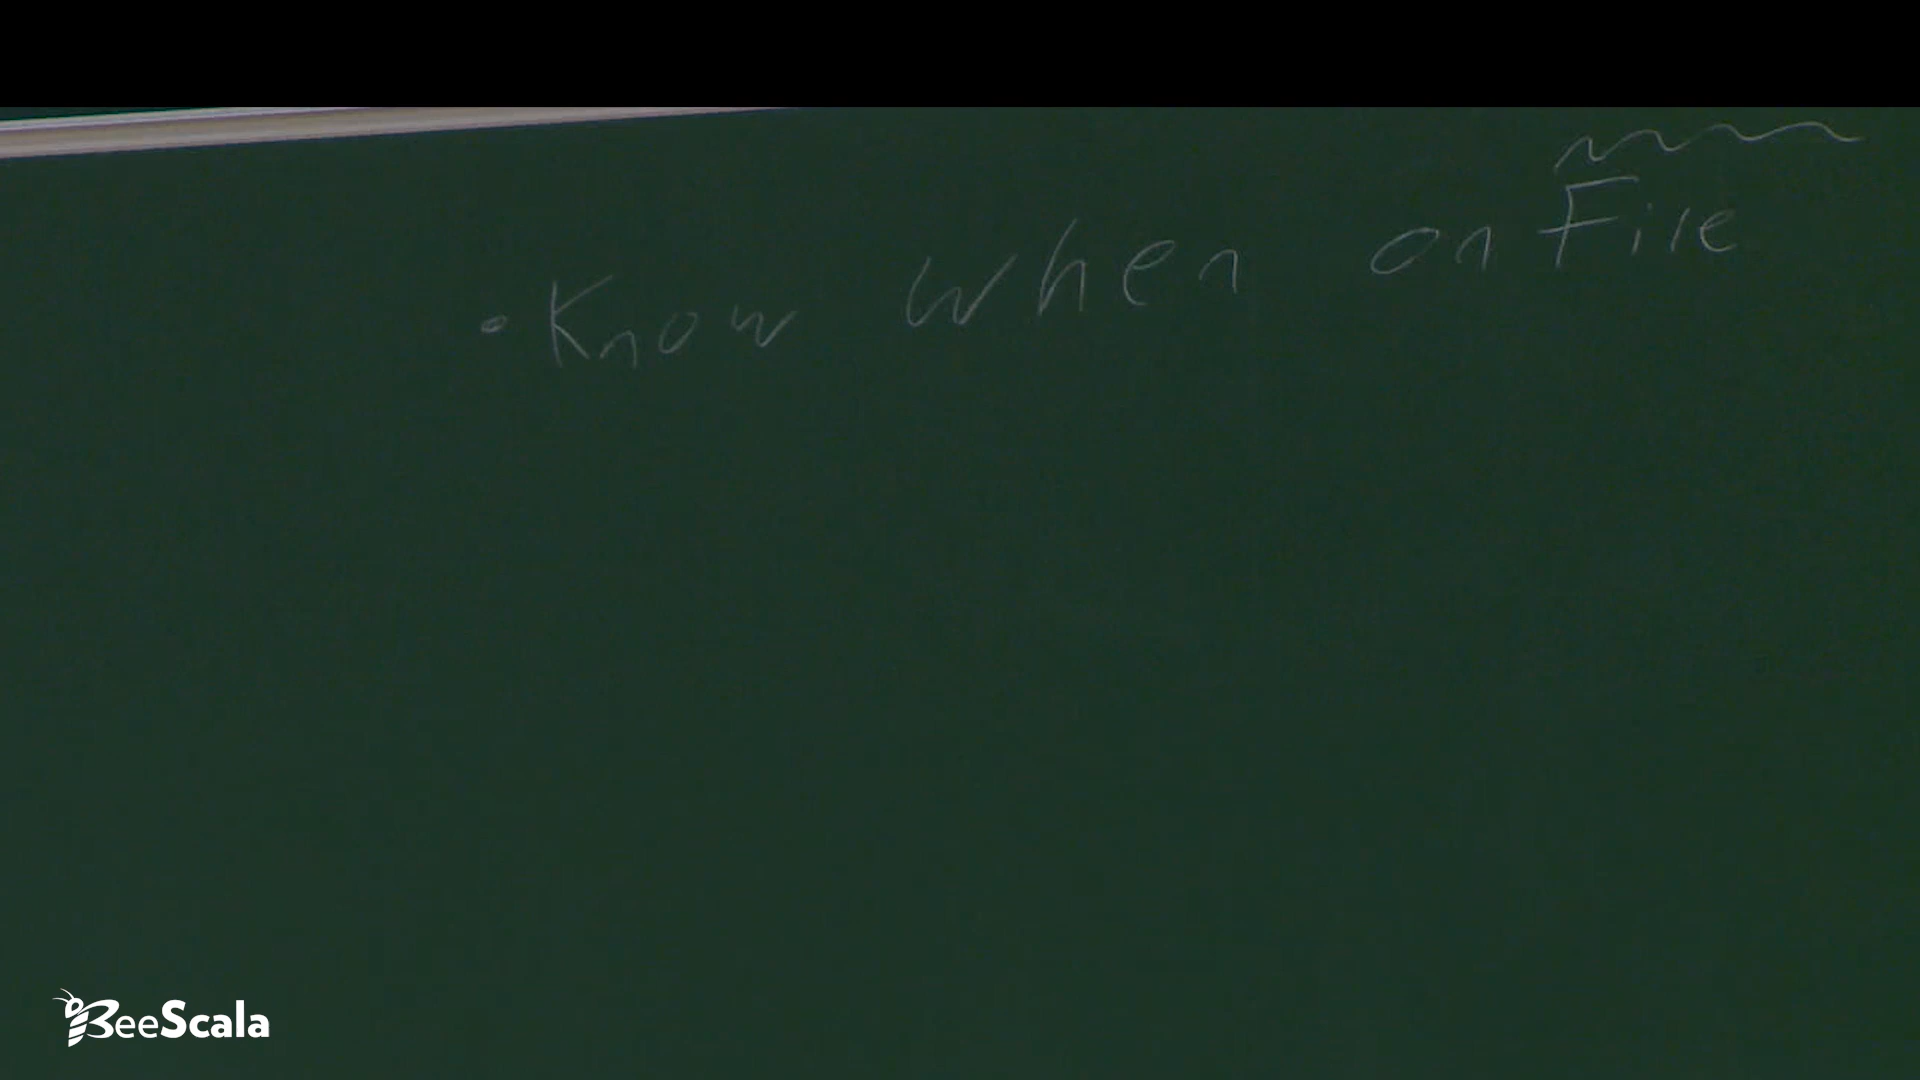 • Know when on Fire
BeeScala